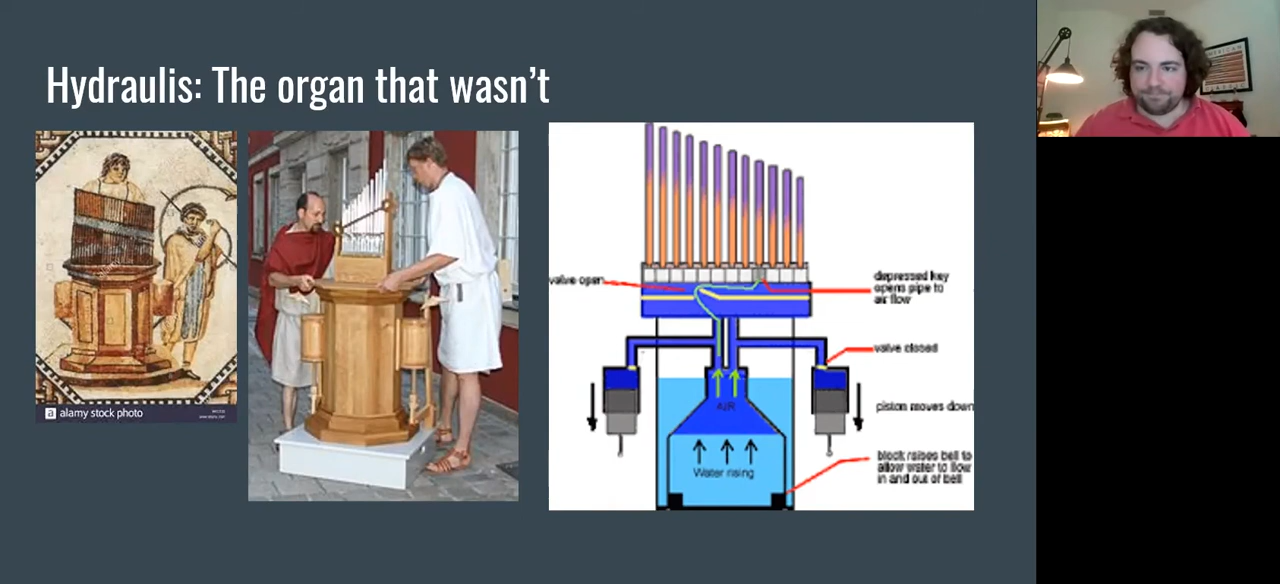 Hydraulis: The organ that wasn't
a alamy stock photo
valve open
depressed key
opens pipe to
air flow
valve closed
AIR
piston moves down
Water rising
block raises bell to
allow water to flow
in and out of bell